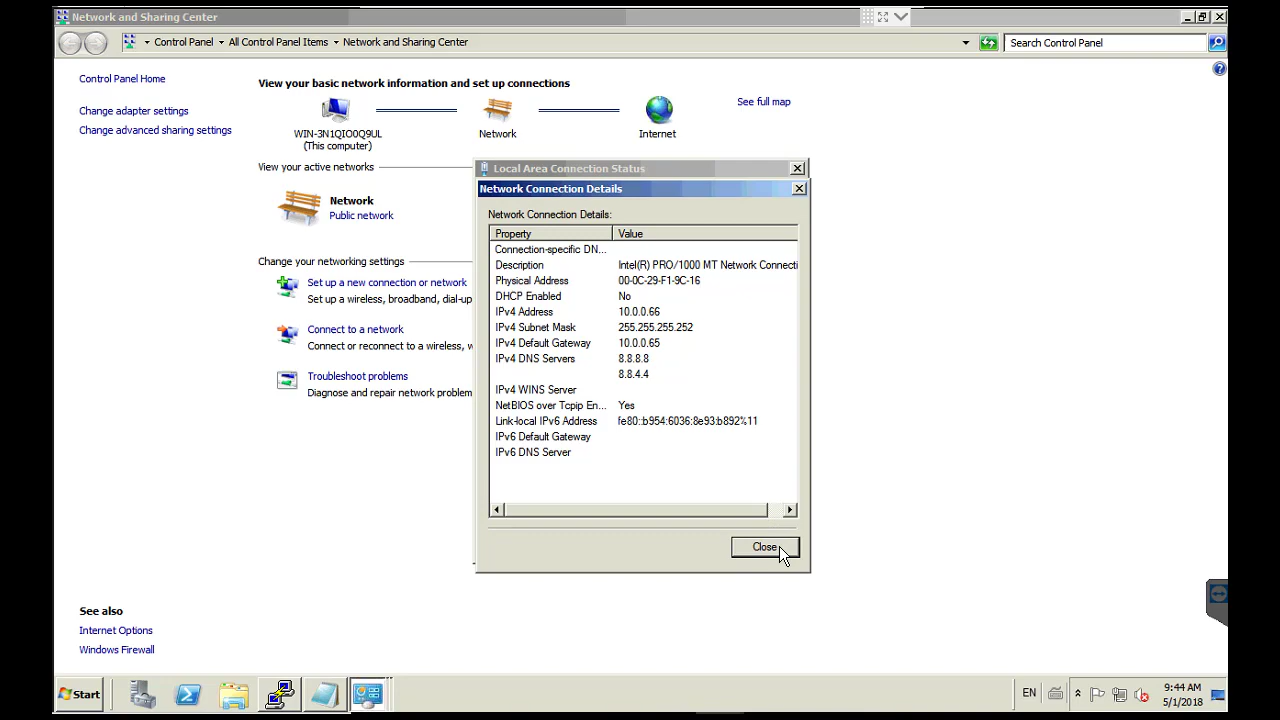 Network and Sharing Center
Control Panel
All Control Panel Items
Network and Sharing Center
Search Control Panel
Control Panel Home
Change adapter settings
Change advanced sharing settings
View your basic network information and set up connections
WIN-3N1QIO0Q9UL
(This computer)
Network
Internet
See full map
View your active networks
Network
Public network
Change your networking settings
Set up a new connection or network
Set up a wireless, broadband, dial-up
Connect to a network
Connect or reconnect to a wireless,
Troubleshoot problems
Diagnose and repair network problem
Local Area Connection Status
Network Connection Details
Network Connection Details:
Property Value
Connection-specific DN...
Description Intel(R) PRO/1000 MT Network Connecti
Physical Address 00-0C-29-F1-9C-16
DHCP Enabled No
IPv4 Address 10.0.0.66
IPv4 Subnet Mask 255.255.255.252
IPv4 Default Gateway 10.0.0.65
IPv4 DNS Servers 8.8.8.8
8.8.4.4
IPv4 WINS Server
NetBIOS over Tcpip En... Yes
Link-local IPv6 Address fe80::b954:6036:8e93:b892%11
IPv6 Default Gateway
IPv6 DNS Server
Close
See also
Internet Options
Windows Firewall
Start
EN
9:44 AM
5/1/2018